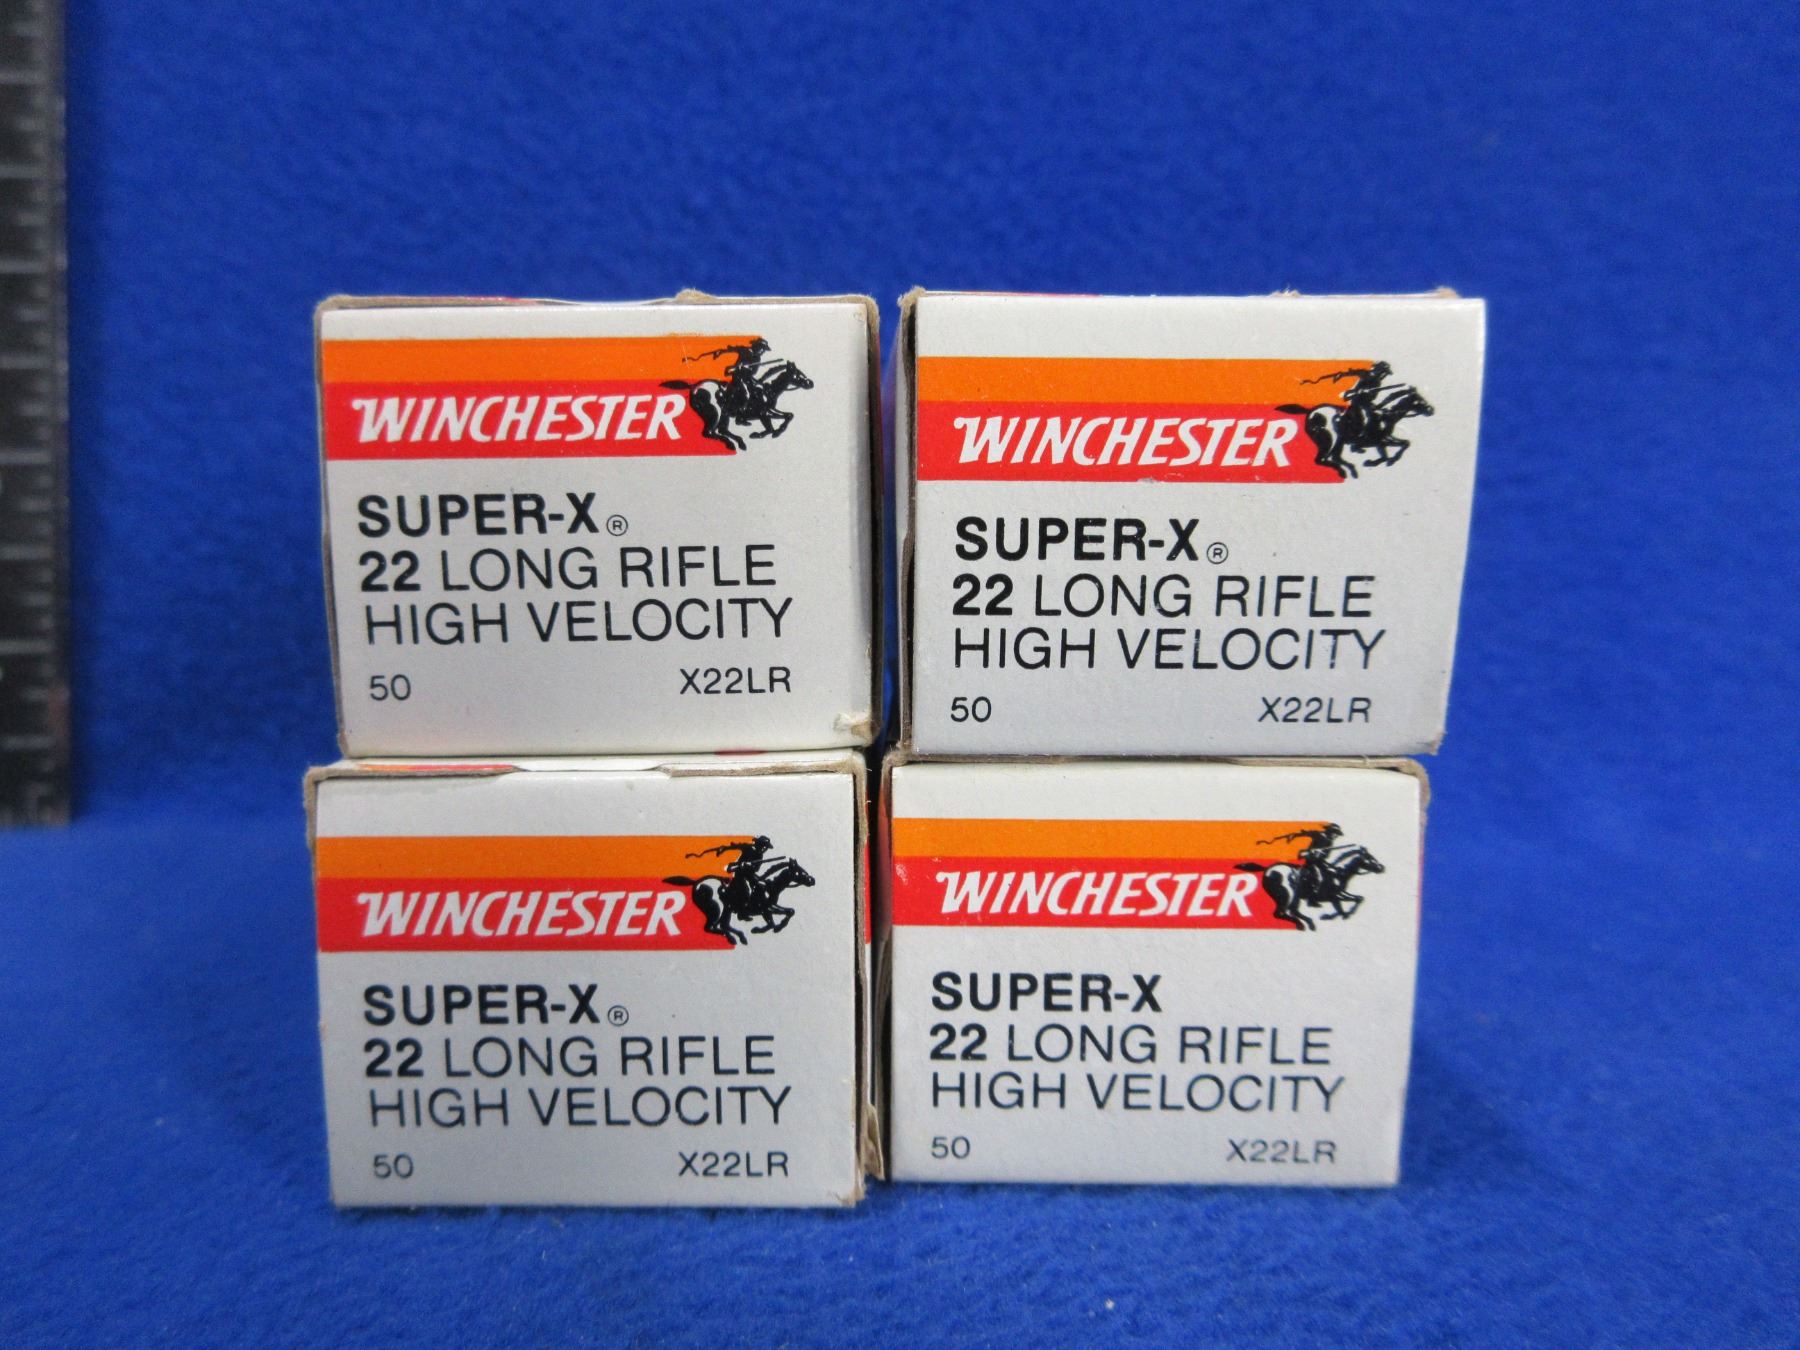 WINCHESTER
SUPER-X®
22 LONG RIFLE
HIGH VELOCITY
50 X22LR
WINCHESTER
SUPER-X®
22 LONG RIFLE
HIGH VELOCITY
50 X22LR
WINCHESTER
SUPER-X®
22 LONG RIFLE
HIGH VELOCITY
50 X22LR
WINCHESTER
SUPER-X
22 LONG RIFLE
HIGH VELOCITY
50 X22LR